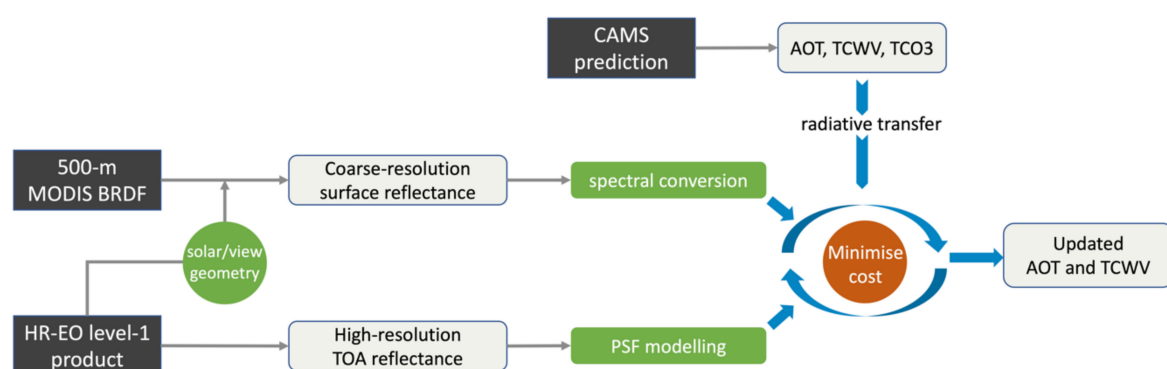 CAMS
prediction
AOT, TCWV, TCO3
radiative transfer
500-m
MODIS BRDF
Coarse-resolution
surface reflectance
spectral conversion
solar/view
geometry
Minimise
cost
Updated
AOT and TCWV
HR-EO level-1
product
High-resolution
TOA reflectance
PSF modelling